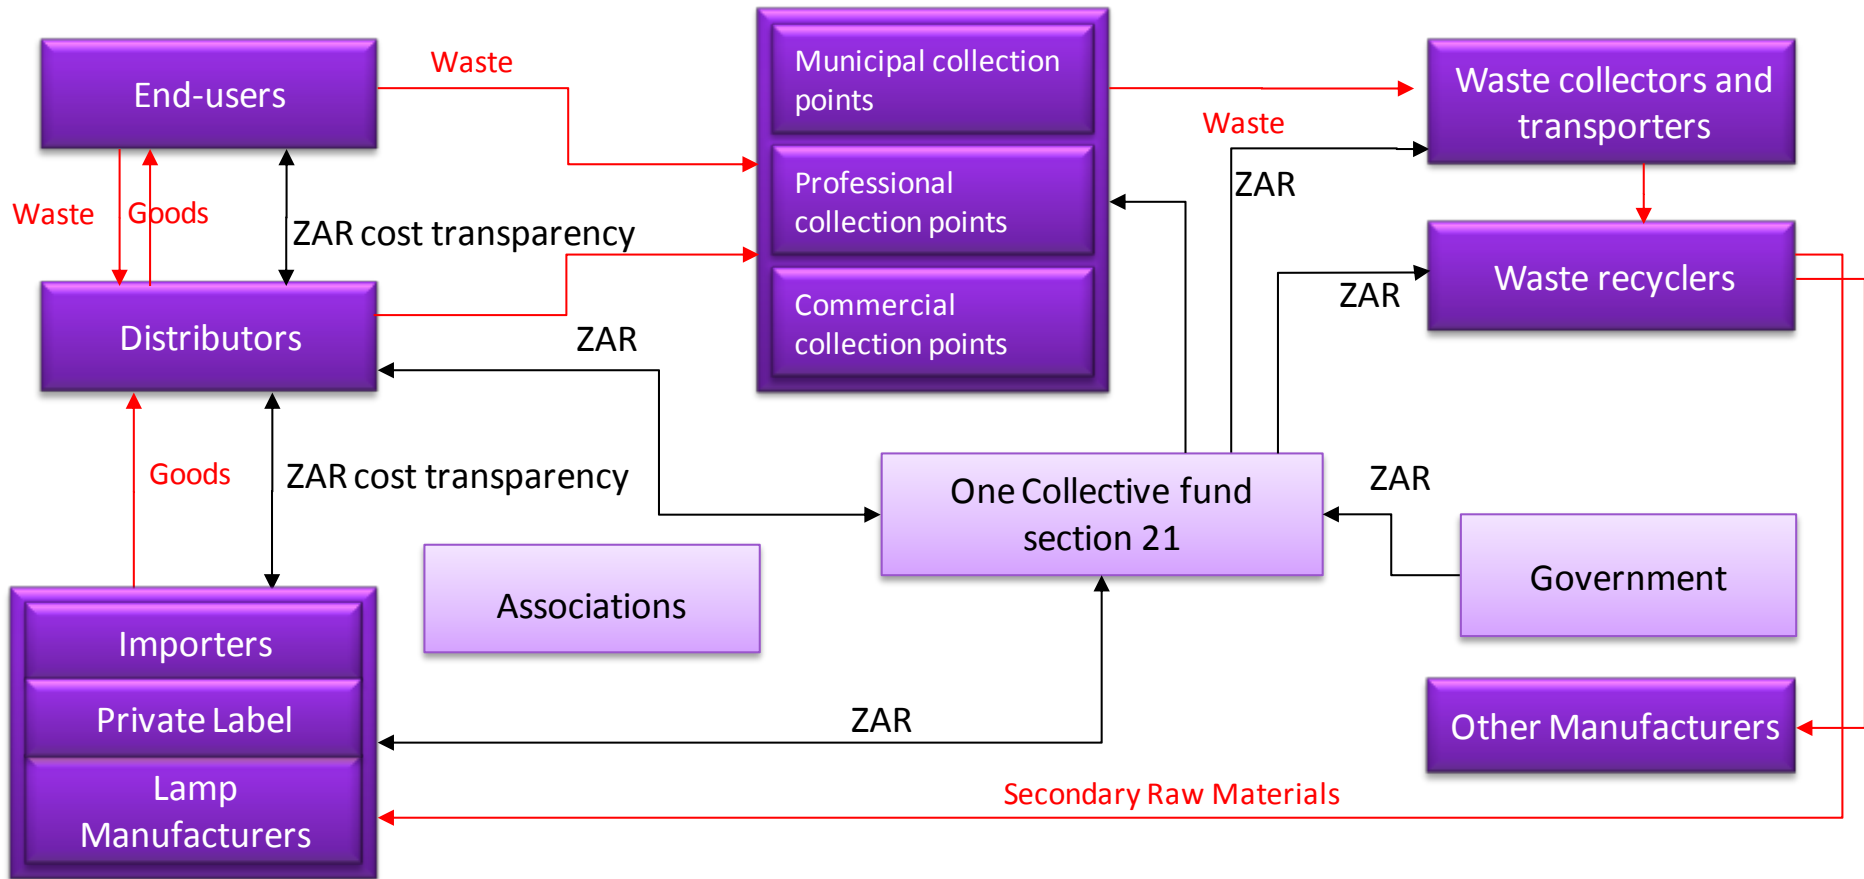 End-users
Waste
Municipal collection
points
Waste collectors and
transporters
Waste
ZAR
Professional
collection points
Waste
Goods
ZAR cost transparency
ZAR
Waste recyclers
Commercial
collection points
Distributors
ZAR
Goods
ZAR cost transparency
One Collective fund
section 21
ZAR
Government
Associations
Importers
Private Label
Lamp
Manufacturers
ZAR
Other Manufacturers
Secondary Raw Materials